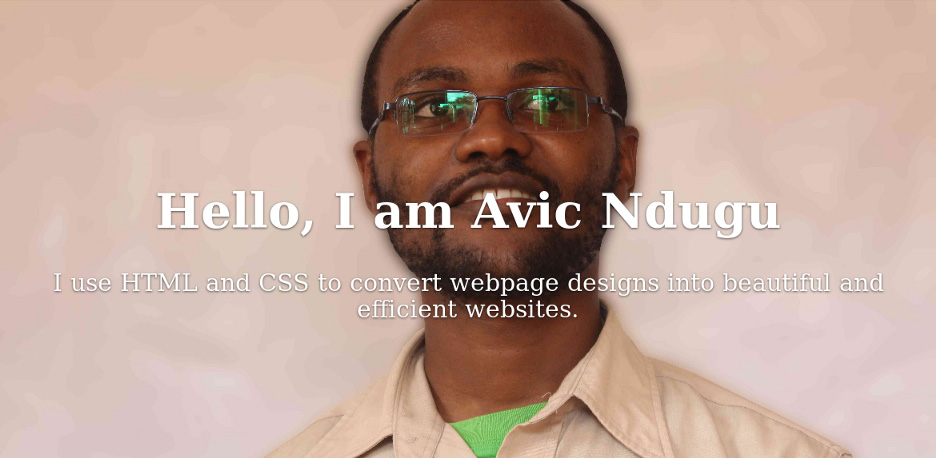 Hello, I am Avic Ndugu
I use HTML and CSS to convert webpage designs into beautiful and
efficient websites.